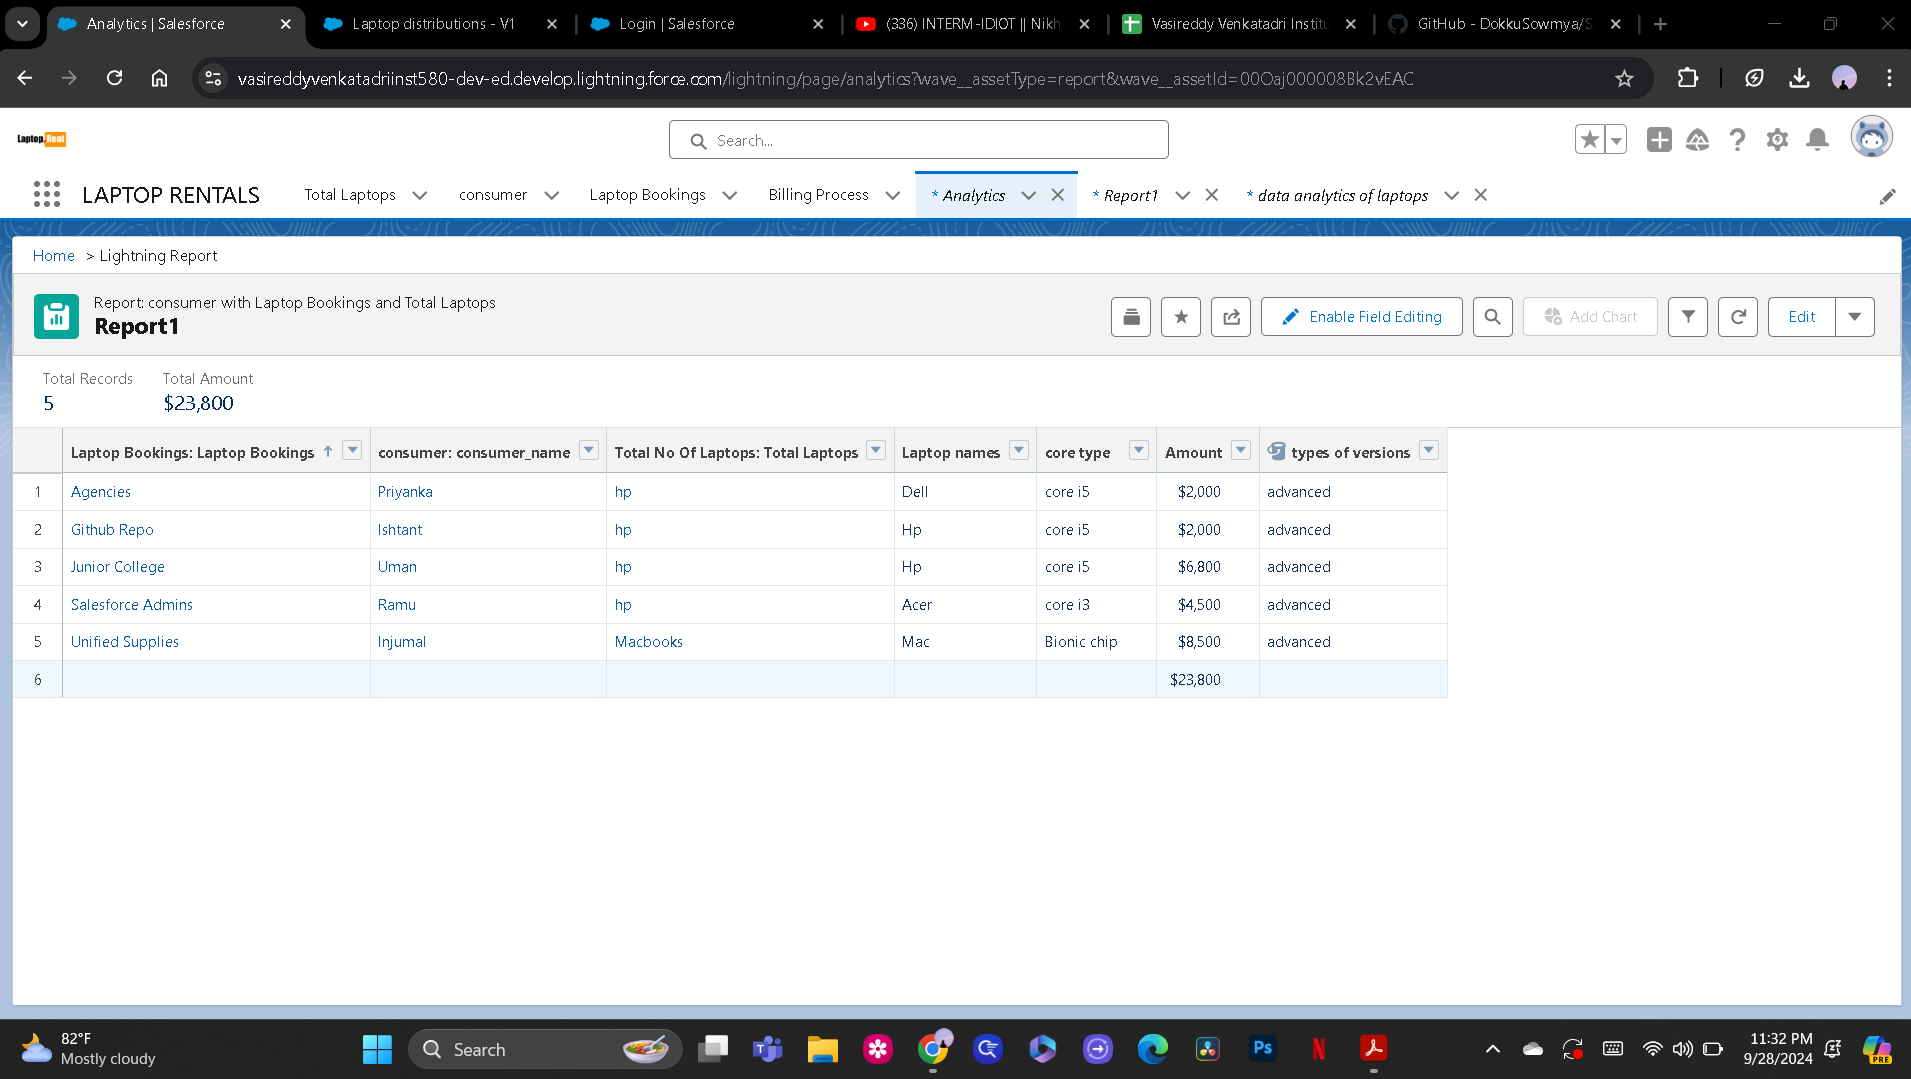 Analytics | Salesforce
Laptop distributions - V1
Login | Salesforce
(336) INTERM-IDIOT || Nikh
Vasireddy Venkatadri Institu
GitHub - DokkuSowmya/S
vasireddyvenkatadriinst580-dev-ed.develop.lightning.force.com/lightning/page/analytics?wave__assetType=report&wave__assetId=00Oaj000008Bk2vEAC
Laptop.Rent
Search...
LAPTOP RENTALS
Total Laptops
consumer
Laptop Bookings
Billing Process
* Analytics
* Report1
* data analytics of laptops
Home > Lightning Report
Report: consumer with Laptop Bookings and Total Laptops
Report1
Enable Field Editing
Add Chart
Edit
Total Records Total Amount
5 $23,800
Laptop Bookings: Laptop Bookings ↑ consumer: consumer_name Total No Of Laptops: Total Laptops Laptop names core type Amount types of versions
1 Agencies Priyanka hp Dell core i5 $2,000 advanced
2 Github Repo Ishtant hp Hp core i5 $2,000 advanced
3 Junior College Uman hp Hp core i5 $6,800 advanced
4 Salesforce Admins Ramu hp Acer core i3 $4,500 advanced
5 Unified Supplies Injumal Macbooks Mac Bionic chip $8,500 advanced
6 $23,800
82°F
Mostly cloudy
Search
Ps
PRE
11:32 PM
9/28/2024